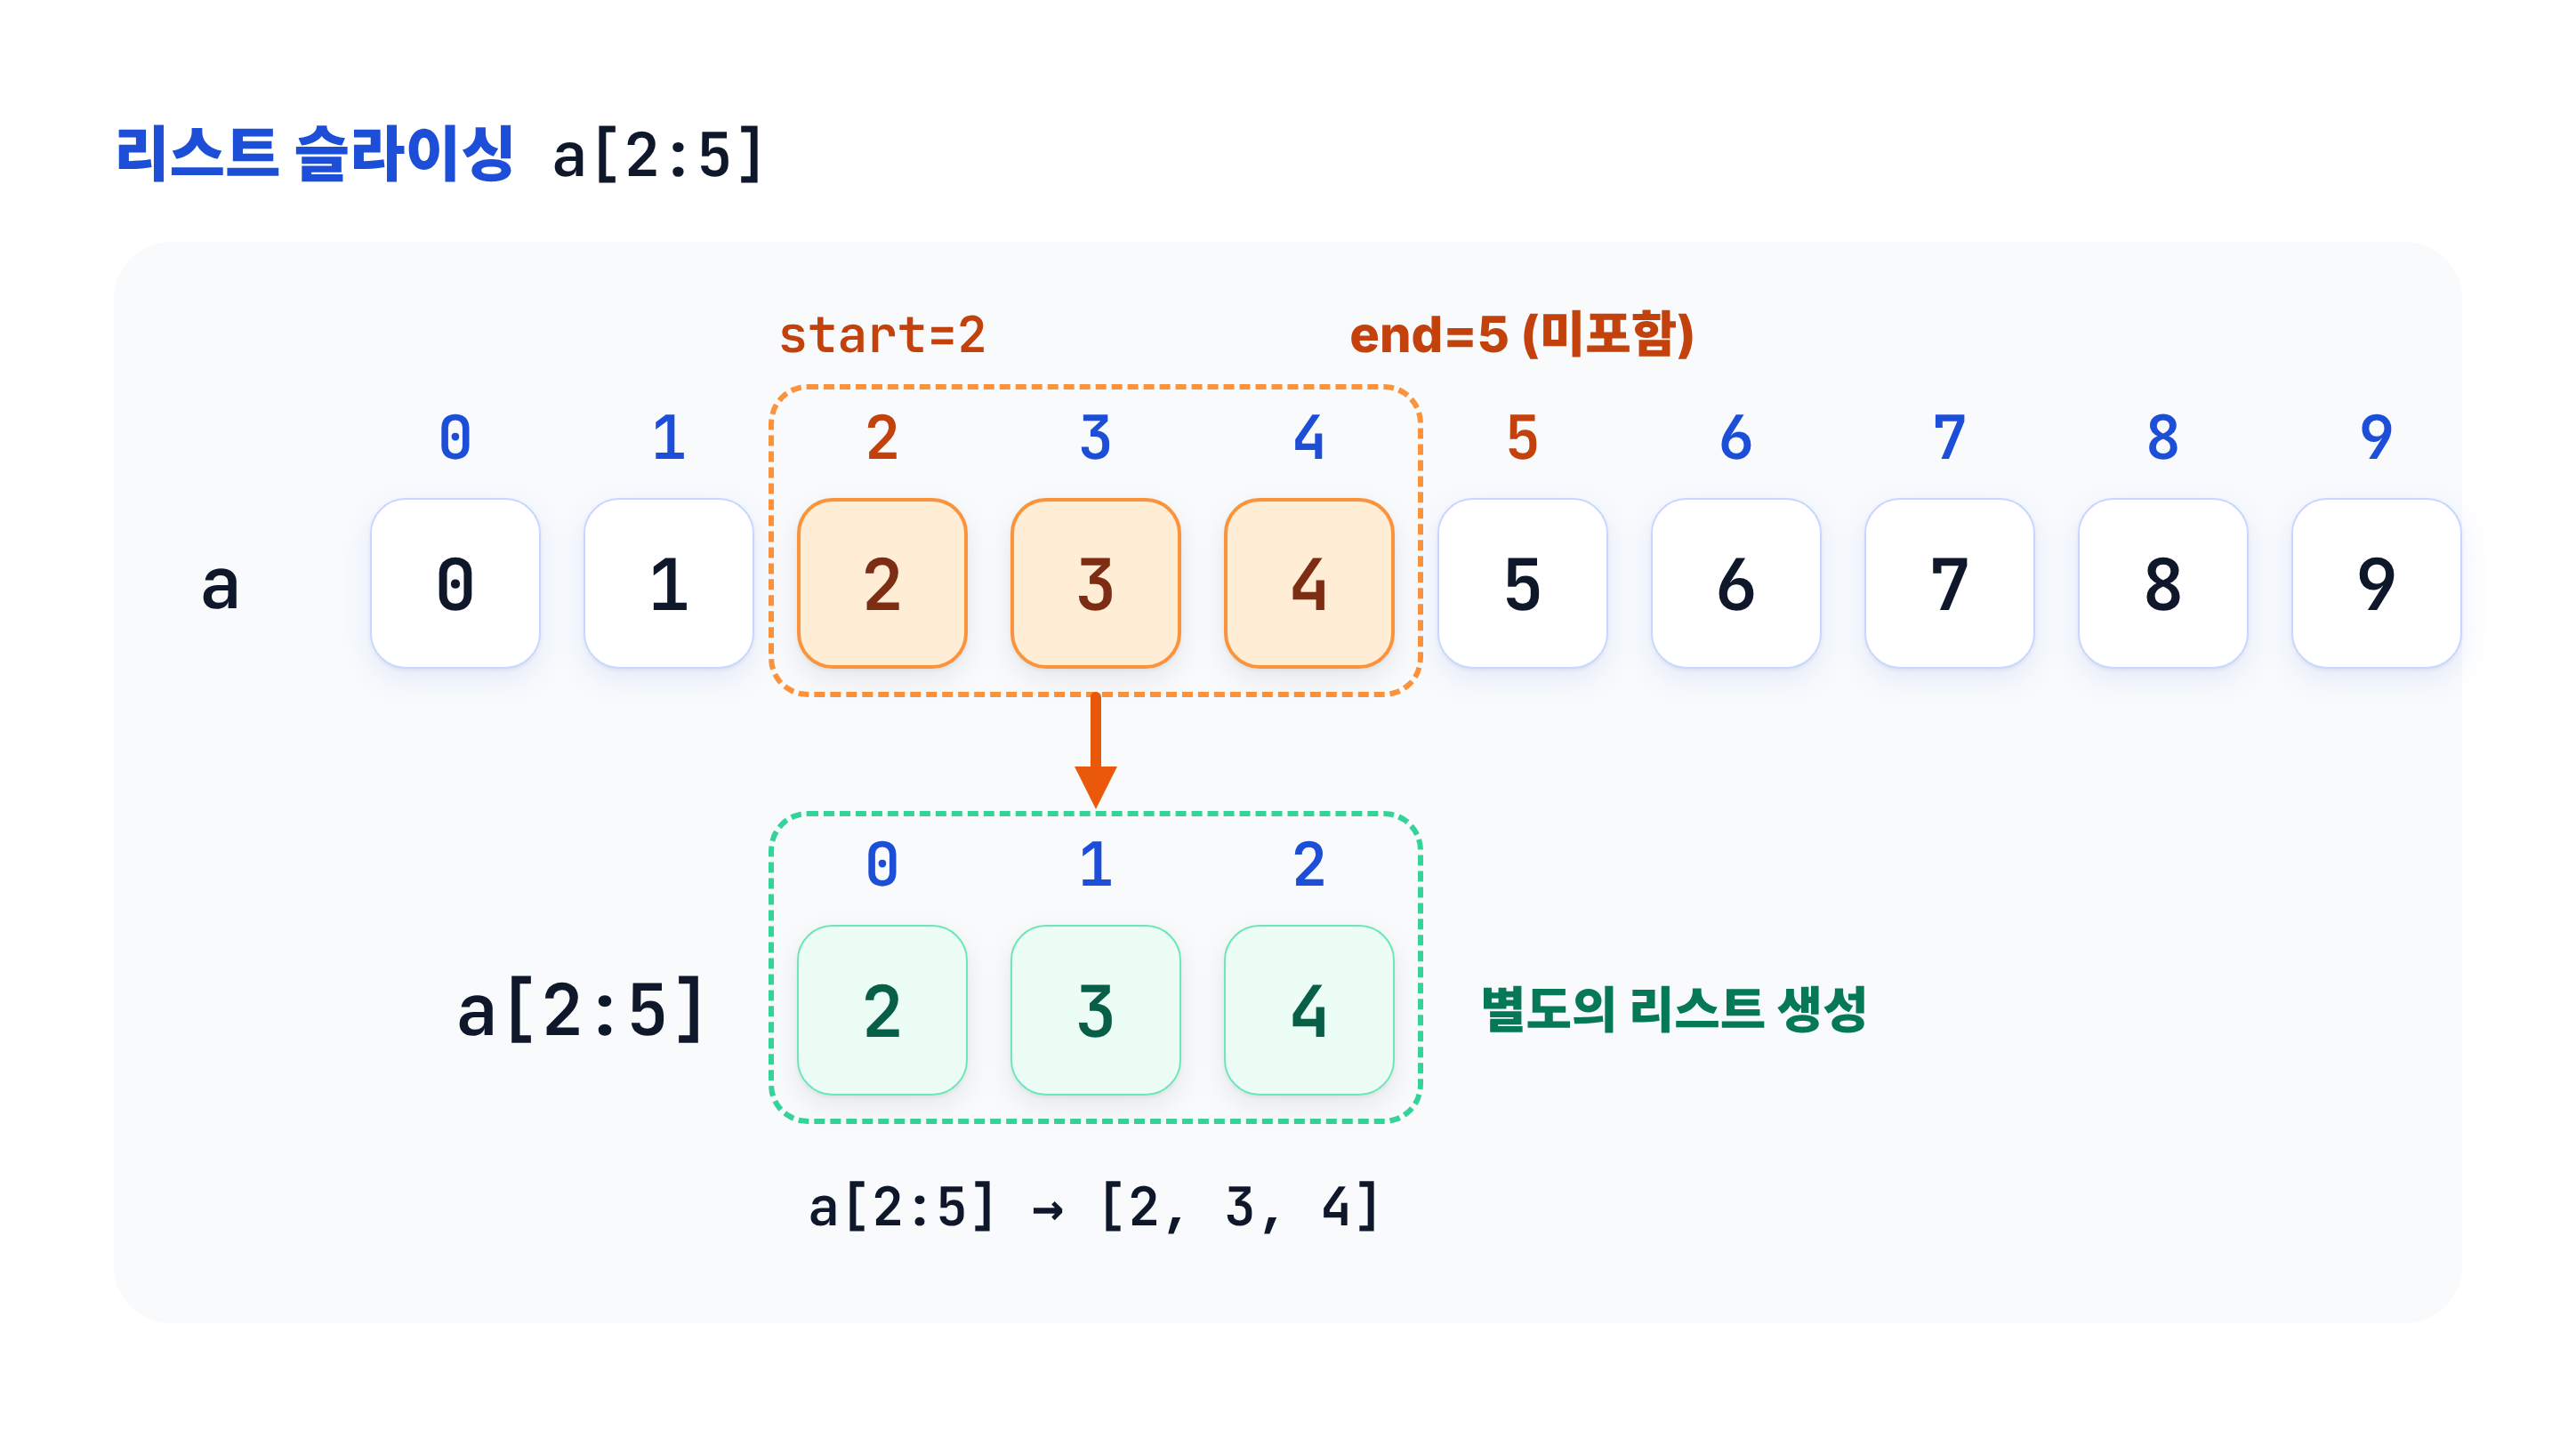 리스트 슬라이싱 a[2:5]
start=2 end=5 (미포함)
0 1 2 3 4 5 6 7 8 9
a 0 1 2 3 4 5 6 7 8 9
0 1 2
a[2:5] 2 3 4 별도의 리스트 생성
a[2:5] → [2, 3, 4]